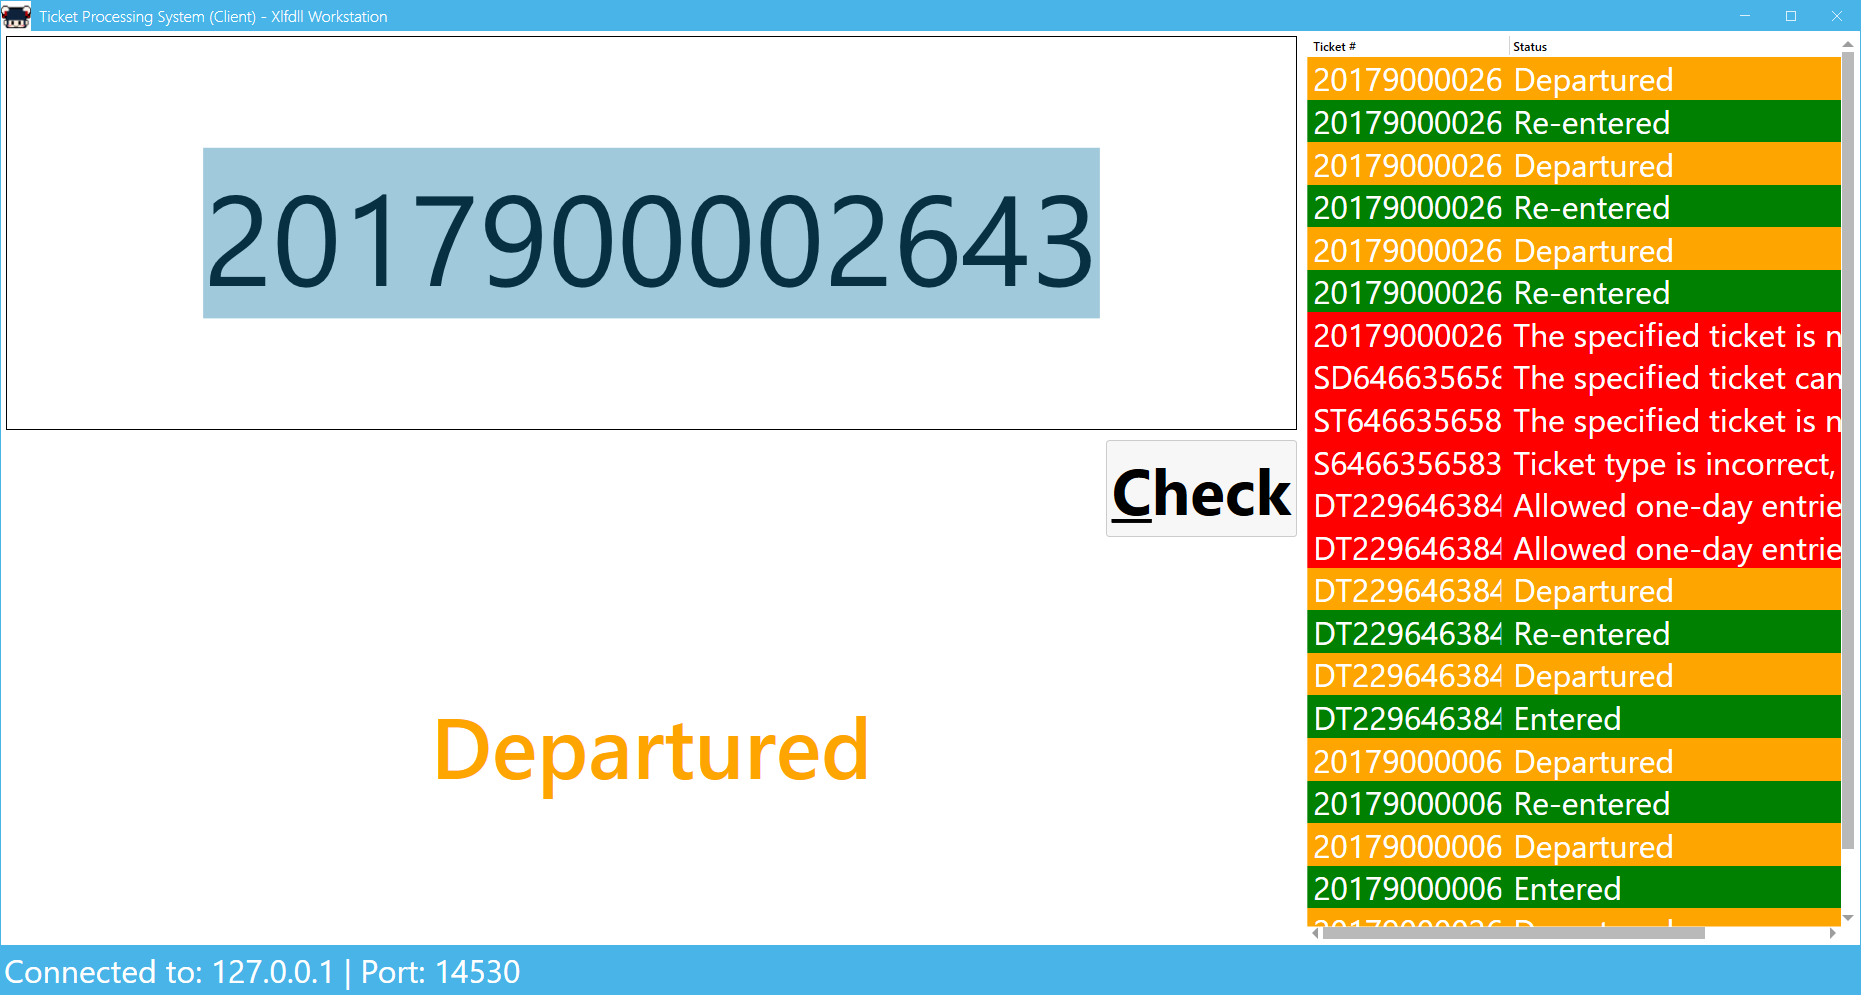 Ticket Processing System (Client) - Xlfdll Workstation
2017900002643
Check
Departured
Ticket # Status
20179000026 Departured
20179000026 Re-entered
20179000026 Departured
20179000026 Re-entered
20179000026 Departured
20179000026 Re-entered
20179000026 The specified ticket is n
SD646635658 The specified ticket can
ST646635658 The specified ticket is n
S6466356583 Ticket type is incorrect,
DT229646384 Allowed one-day entrie
DT229646384 Allowed one-day entrie
DT229646384 Departured
DT229646384 Re-entered
DT229646384 Departured
DT229646384 Entered
20179000006 Departured
20179000006 Re-entered
20179000006 Departured
20179000006 Entered
Connected to: 127.0.0.1 | Port: 14530